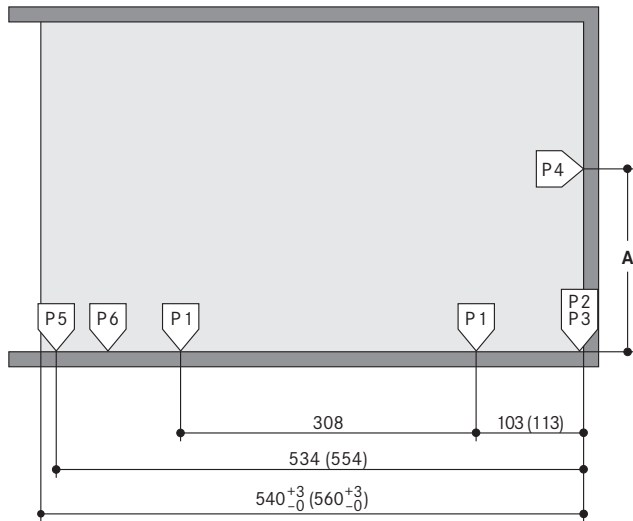 P4
A
P2
P3
P5 P6 P1 P1
308 103 (113)
534 (554)
540 +3 -0 (560 +3 -0)